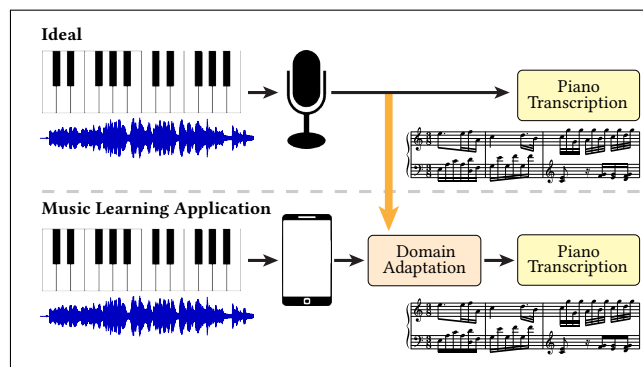 Ideal
Piano
Transcription
Music Learning Application
Domain
Adaptation
Piano
Transcription